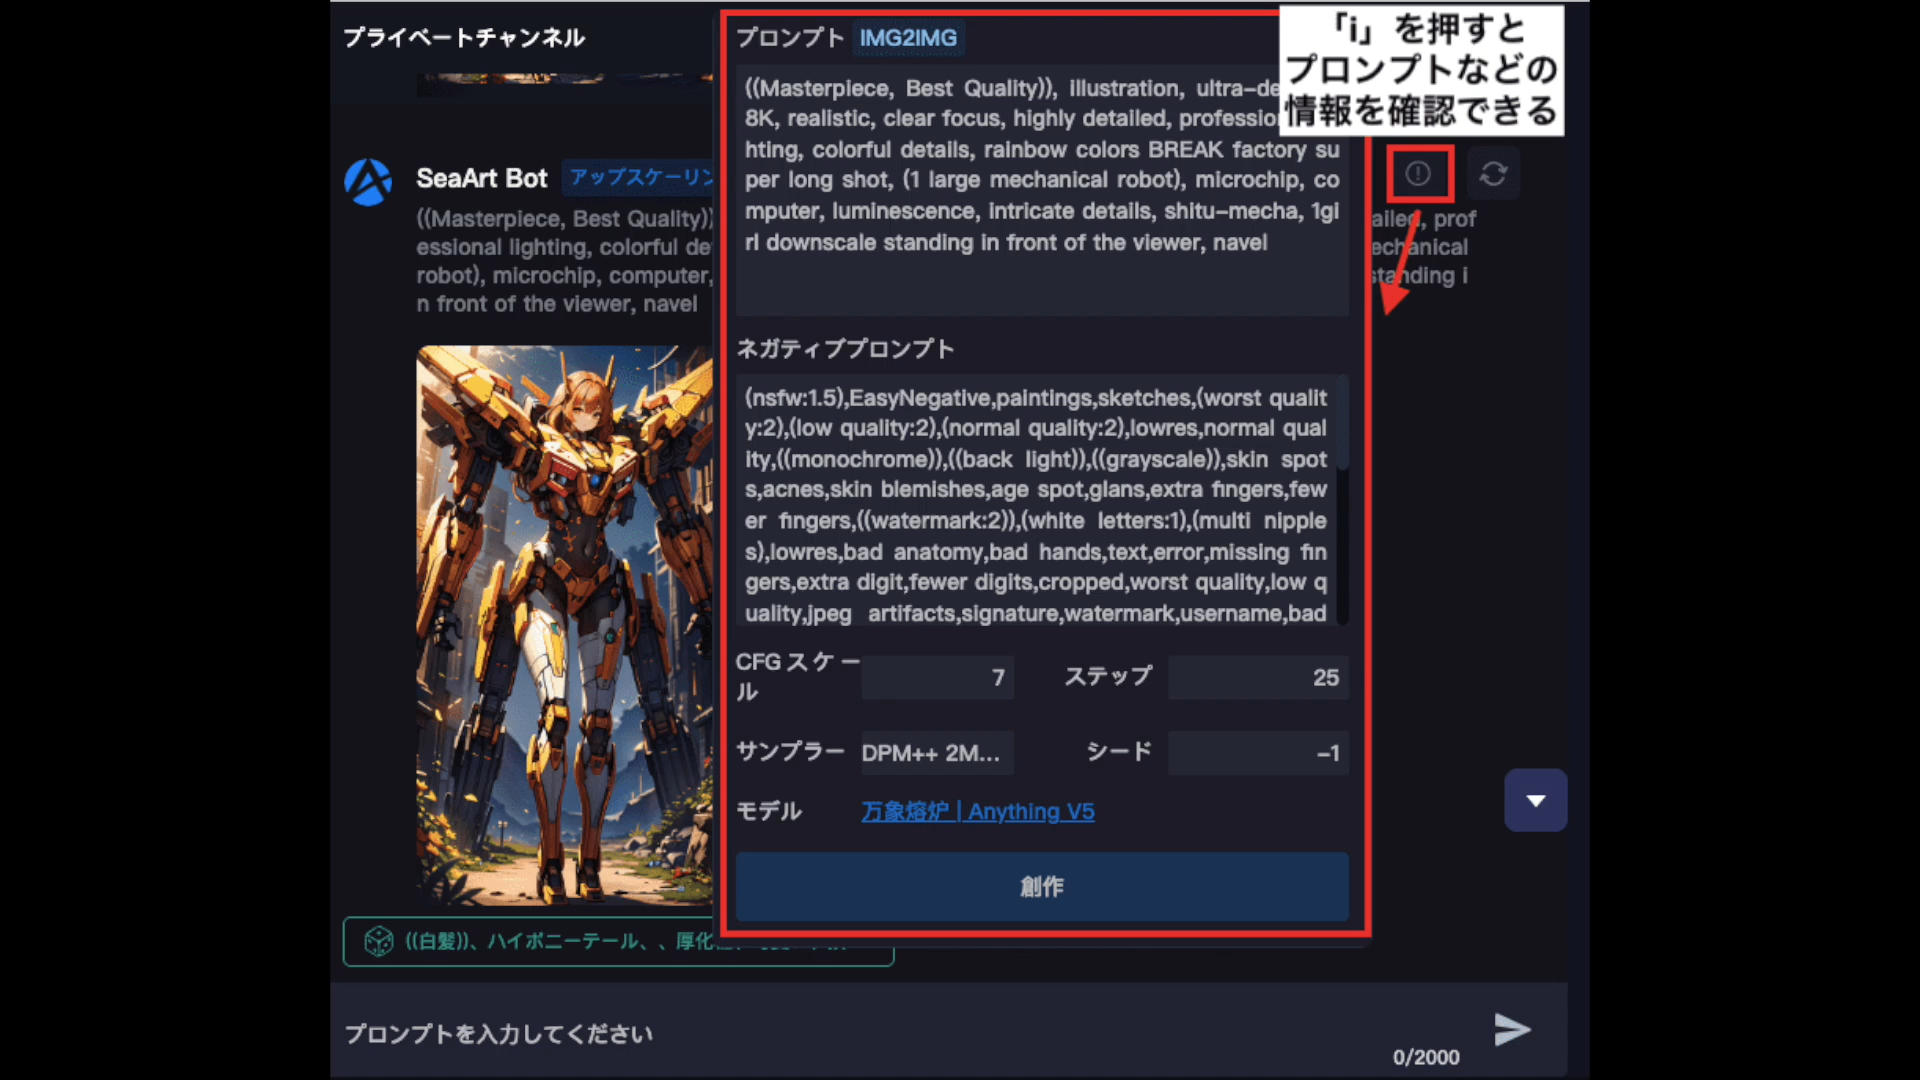 プライベートチャンネル
プロンプト IMG2IMG
「i」を押すと
プロンプトなどの
情報を確認できる
((Masterpiece, Best Quality)), illustration, ultra-de
8K, realistic, clear focus, highly detailed, professio
hting, colorful details, rainbow colors BREAK factory su
per long shot, (1 large mechanical robot), microchip, co
mputer, luminescence, intricate details, shitu-mecha, 1gi
rl downscale standing in front of the viewer, navel
SeaArt Bot アップスケーリン
((Masterpiece, Best Quality))
essional lighting, colorful de
robot), microchip, computer,
n front of the viewer, navel
ailed, prof
echanical
standing i
ネガティブプロンプト
(nsfw:1.5),EasyNegative,paintings,sketches,(worst qualit
y:2),(low quality:2),(normal quality:2),lowres,normal qual
ity,((monochrome)),((back light)),((grayscale)),skin spot
s,acnes,skin blemishes,age spot,glans,extra fingers,few
er fingers,((watermark:2)),(white letters:1),(multi nipple
s),lowres,bad anatomy,bad hands,text,error,missing fin
gers,extra digit,fewer digits,cropped,worst quality,low q
uality,jpeg artifacts,signature,watermark,username,bad
CFGスケー
ル
7
ステップ 25
サンプラー DPM++ 2M... シード -1
モデル 万象熔炉 | Anything V5
創作
((白髪))、ハイポニーテール、、厚化
プロンプトを入力してください
0/2000